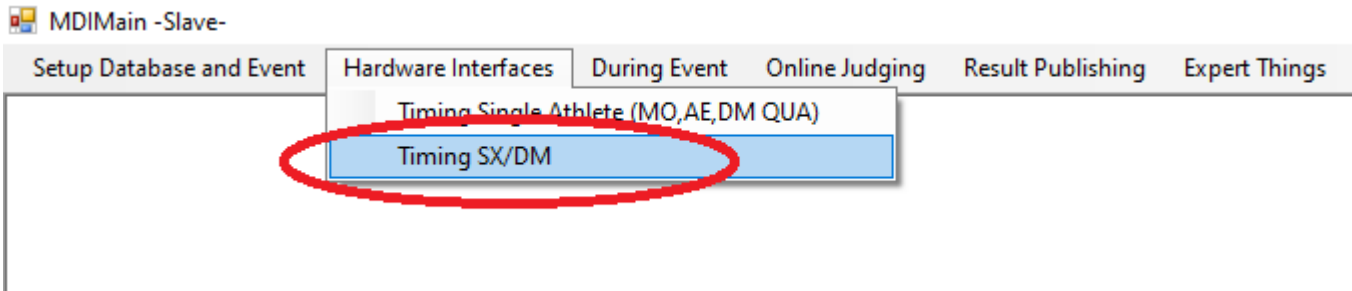 MDIMain -Slave-
Setup Database and Event Hardware Interfaces During Event Online Judging Result Publishing Expert Things
Timing Single Athlete (MO,AE,DM QUA)
Timing SX/DM